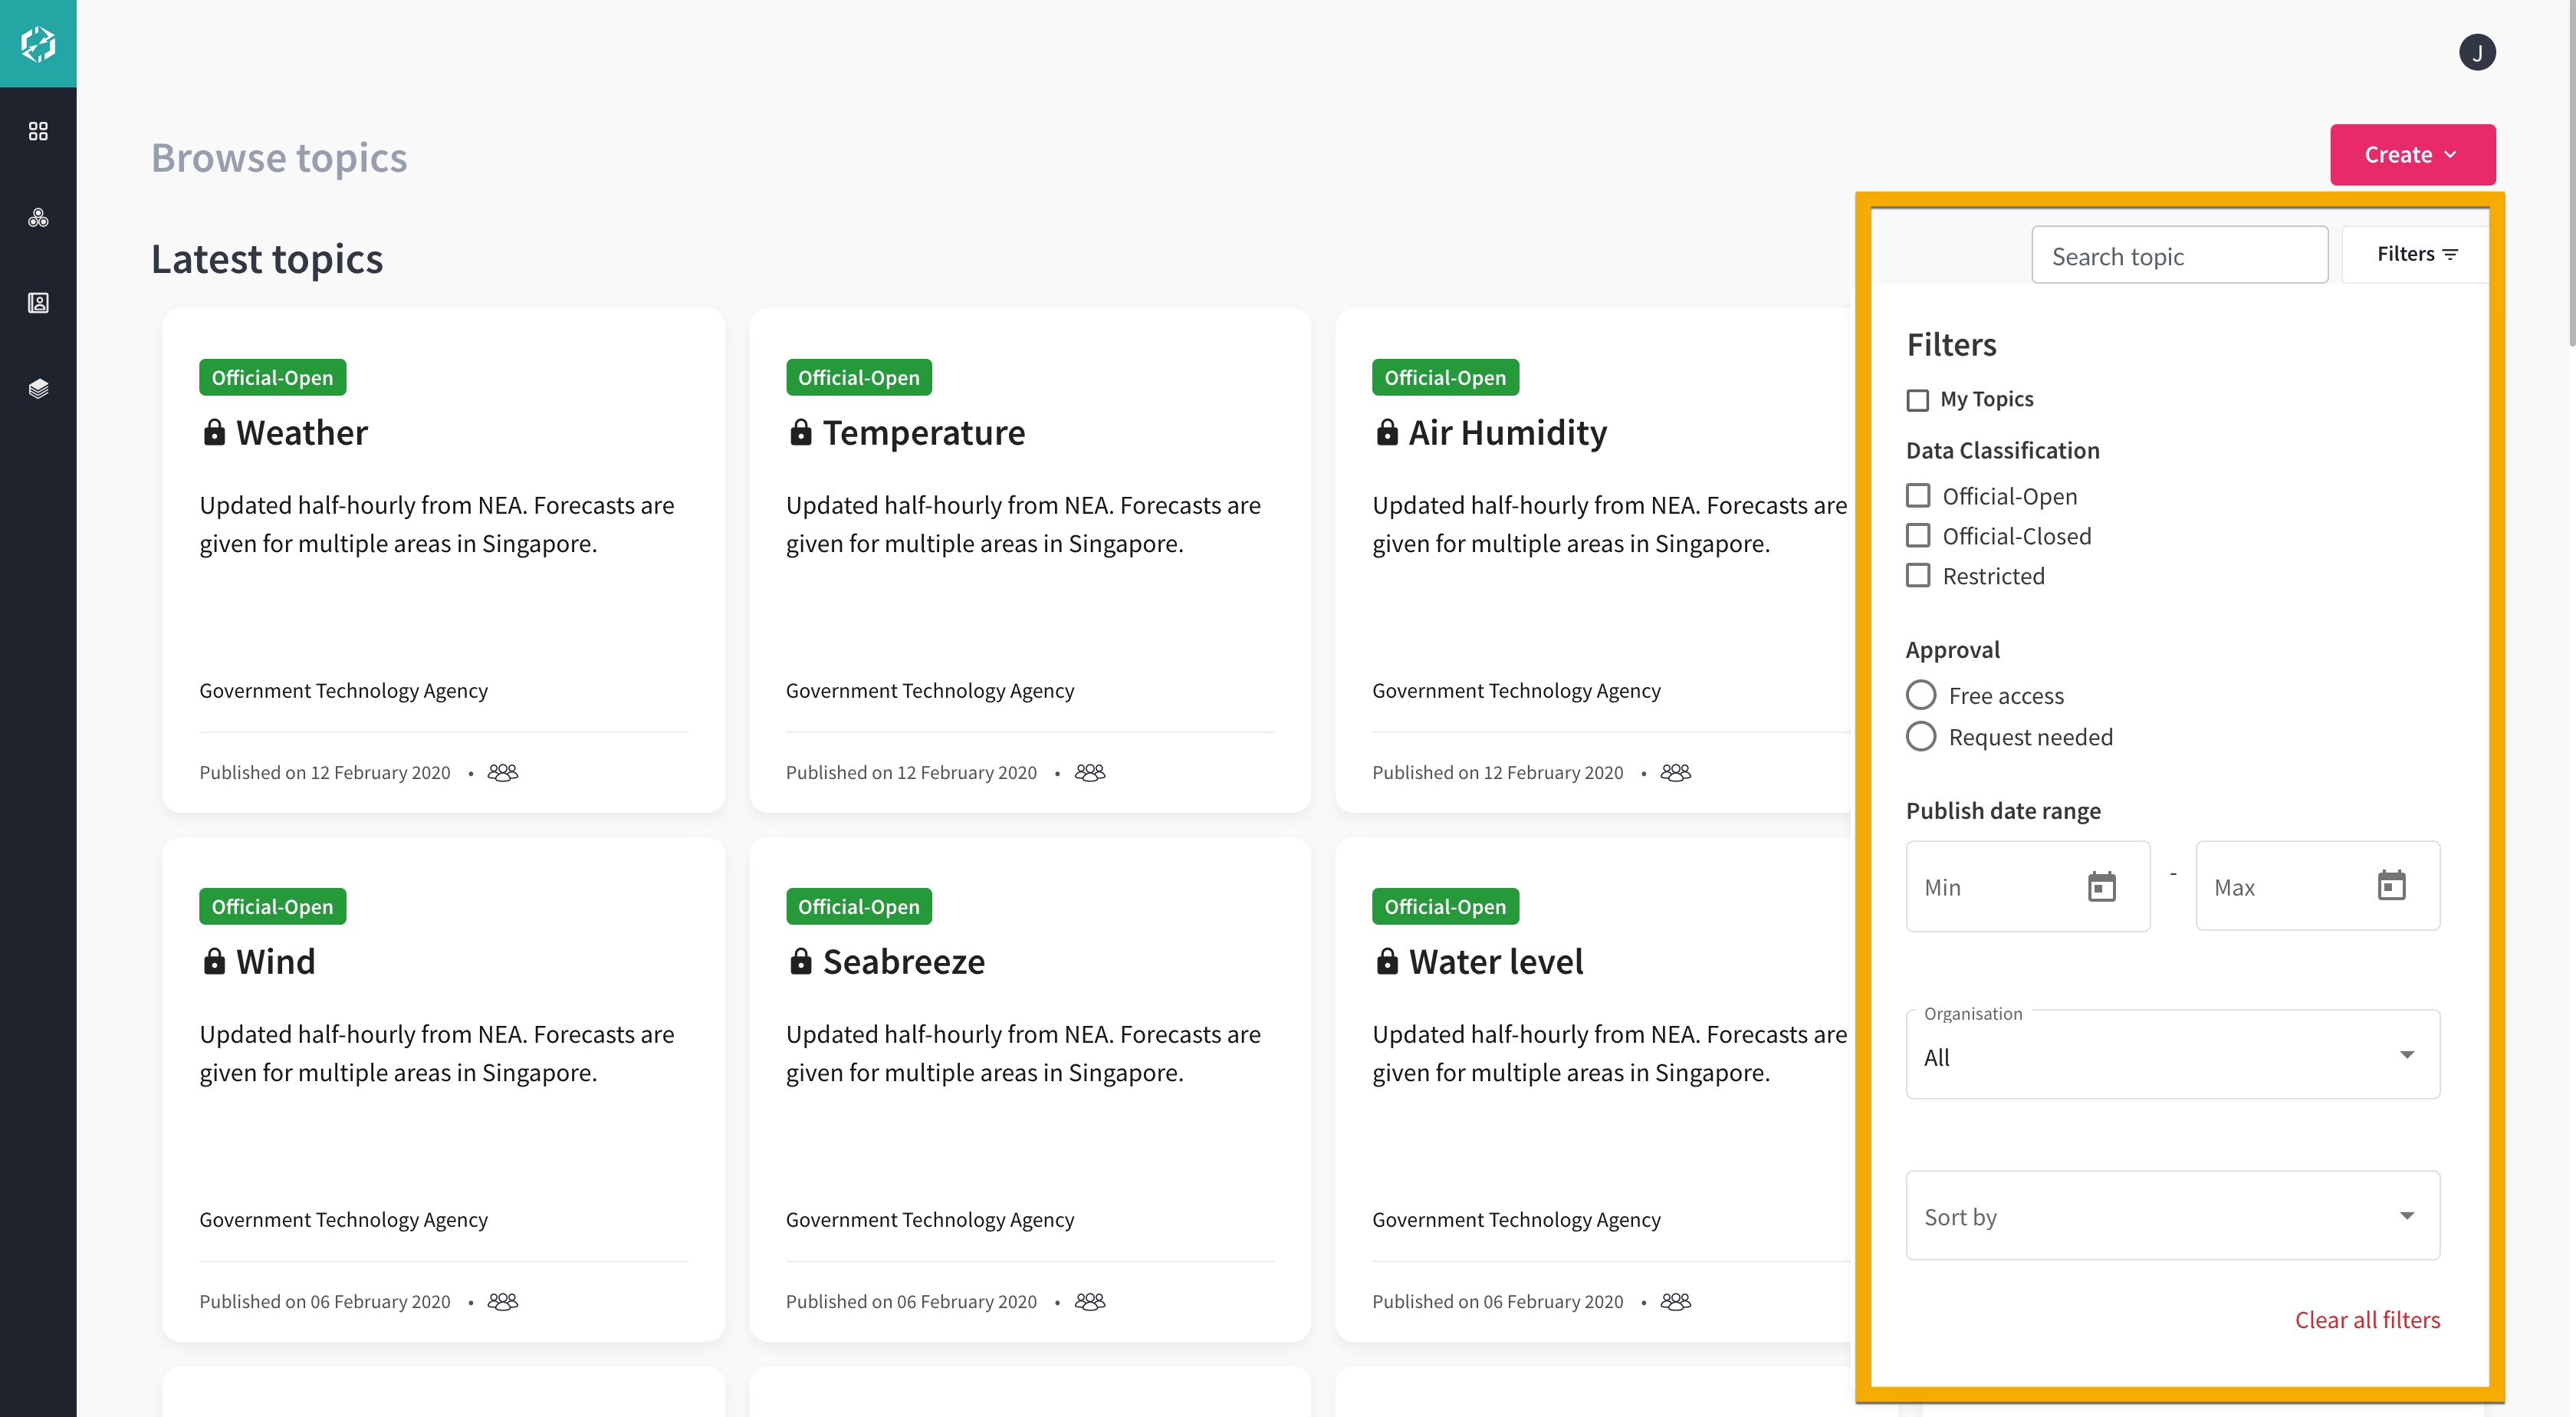 J
Browse topics
Create
Latest topics
Search topic
Filters
Official-Open
Weather
Updated half-hourly from NEA. Forecasts are
given for multiple areas in Singapore.
Government Technology Agency
Published on 12 February 2020 •
Official-Open
Temperature
Updated half-hourly from NEA. Forecasts are
given for multiple areas in Singapore.
Government Technology Agency
Published on 12 February 2020 •
Official-Open
Air Humidity
Updated half-hourly from NEA. Forecasts are
given for multiple areas in Singapore.
Government Technology Agency
Published on 12 February 2020 •
Official-Open
Wind
Updated half-hourly from NEA. Forecasts are
given for multiple areas in Singapore.
Government Technology Agency
Published on 06 February 2020 •
Official-Open
Seabreeze
Updated half-hourly from NEA. Forecasts are
given for multiple areas in Singapore.
Government Technology Agency
Published on 06 February 2020 •
Official-Open
Water level
Updated half-hourly from NEA. Forecasts are
given for multiple areas in Singapore.
Government Technology Agency
Published on 06 February 2020 •
Filters
My Topics
Data Classification
Official-Open
Official-Closed
Restricted
Approval
Free access
Request needed
Publish date range
Min - Max
Organisation
All
Sort by
Clear all filters